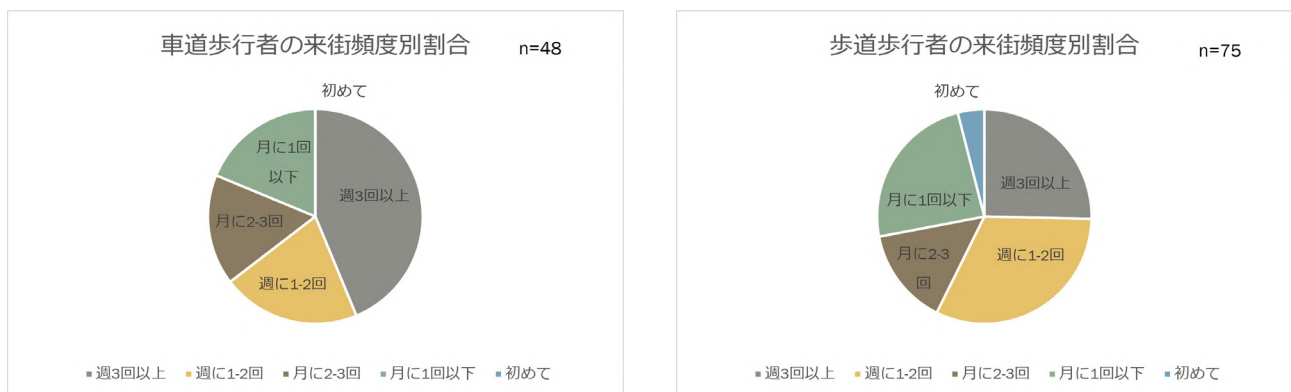 車道歩行者の来街頻度別割合 n=48
初めて
月に1回
以下
週3回以上
月に2-3回
週に1-2回
■週3回以上 ■週に1-2回 ■月に2-3回 ■月に1回以下 ■初めて
歩道歩行者の来街頻度別割合 n=75
初めて
週3回以上
月に1回以下
月に2-3
回
週に1-2回
■週3回以上 ■週に1-2回 ■月に2-3回 ■月に1回以下 ■初めて